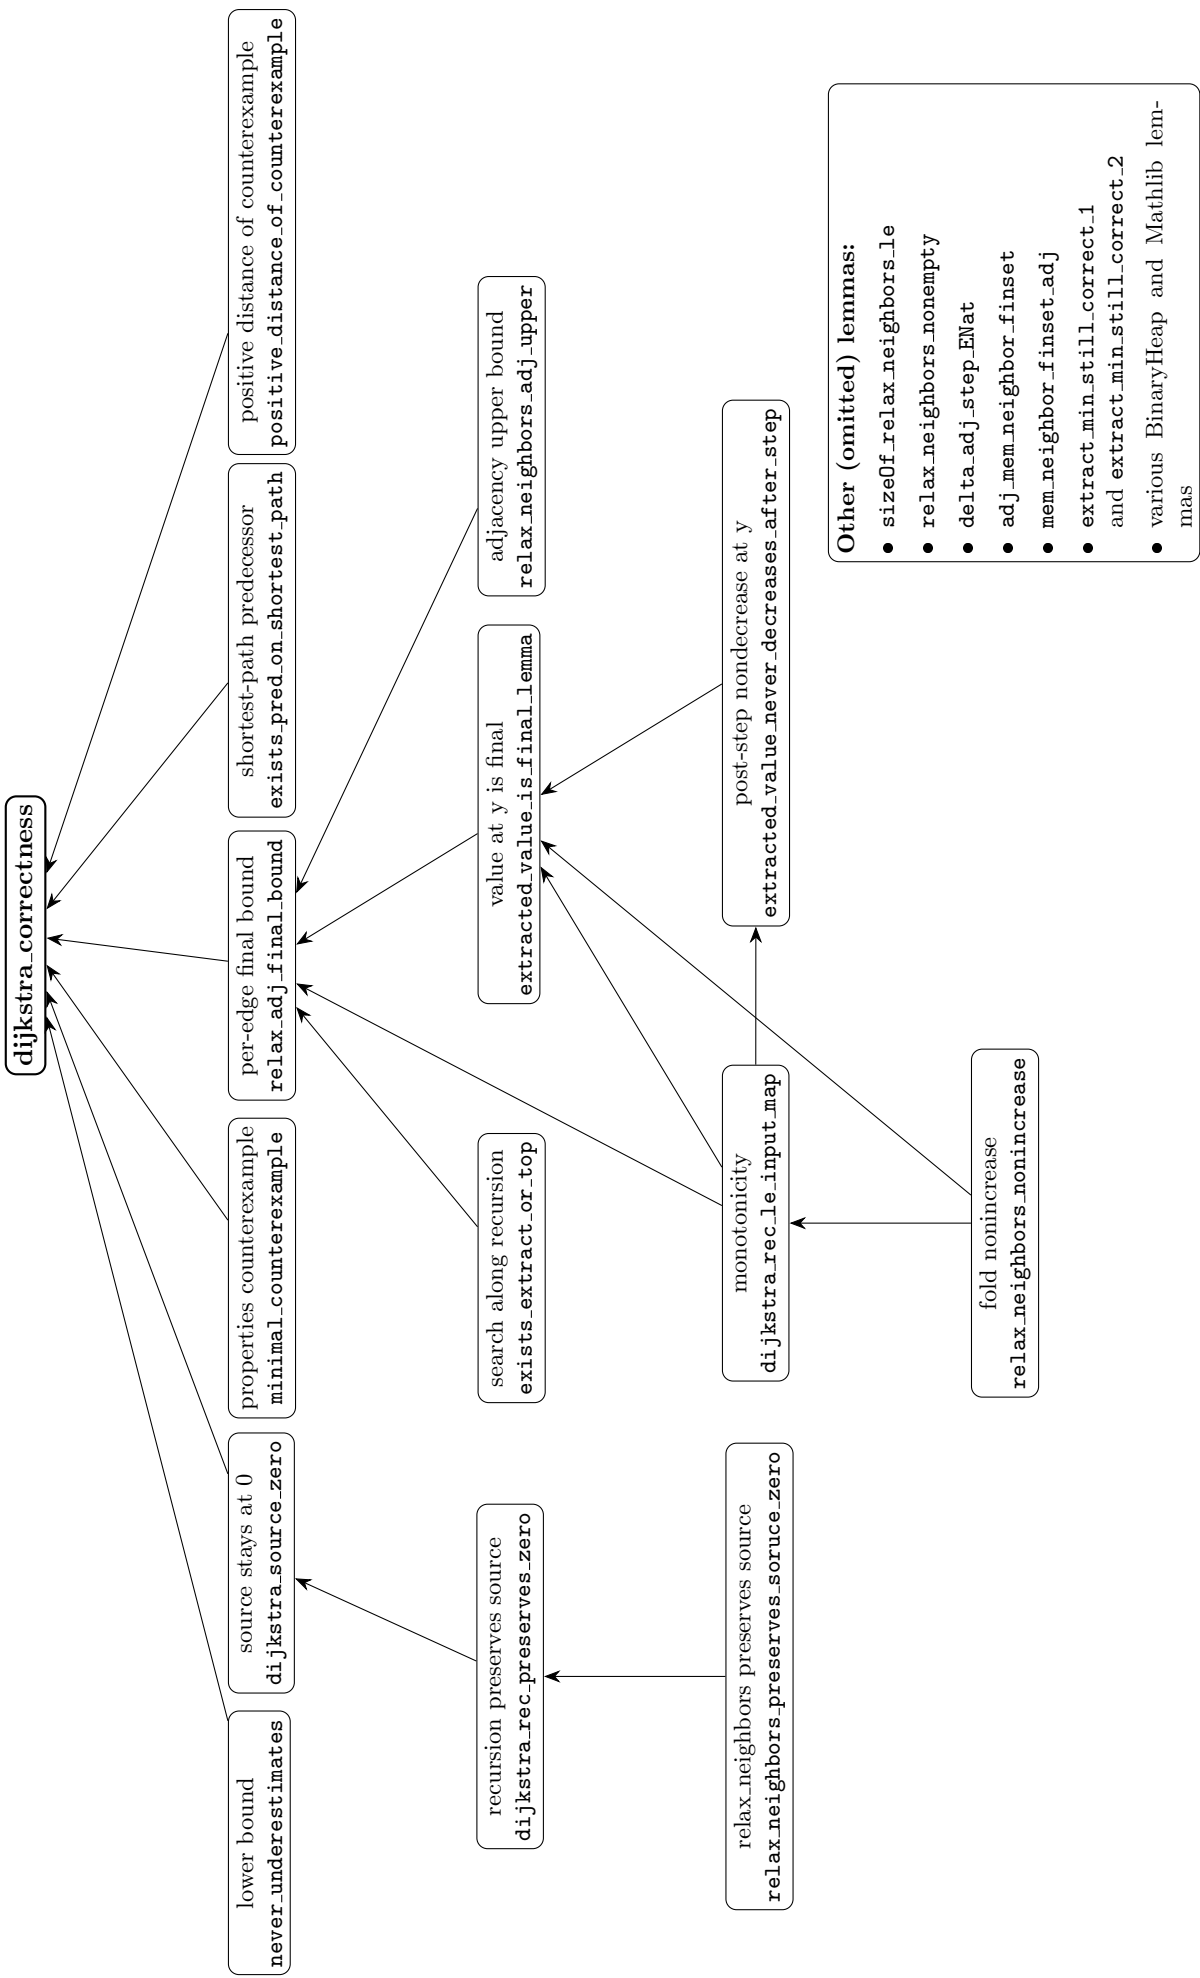 dijkstra_correctness
lower bound
never_underestimates
source stays at 0
dijkstra_source_zero
properties counterexample
minimal_counterexample
per-edge final bound
relax_adj_final_bound
shortest-path predecessor
exists_pred_on_shortest_path
positive distance of counterexample
positive_distance_of_counterexample
recursion preserves source
dijkstra_rec_preserves_zero
search along recursion
exists_extract_or_top
value at y is final
extracted_value_is_final_lemma
adjacency upper bound
relax_neighbors_adj_upper
relax_neighbors preserves source
relax_neighbors_preserves_soruce_zero
monotonicity
dijkstra_rec_le_input_map
post-step nondecrease at y
extracted_value_never_decreases_after_step
fold nonincrease
relax_neighbors_nonincrease
Other (omitted) lemmas:
• sizeOf_relax_neighbors_le
• relax_neighbors_nonempty
• delta_adj_step_ENat
• adj_mem_neighbor_finset
• mem_neighbor_finset_adj
• extract_min_still_correct_1
and extract_min_still_correct_2
• various BinaryHeap and Mathlib lem-
mas